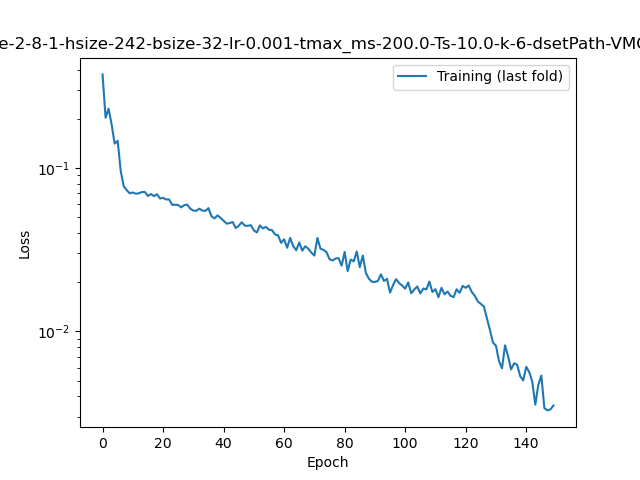 e-2-8-1-hsize-242-bsize-32-lr-0.001-tmax_ms-200.0-Ts-10.0-k-6-dsetPath-VMC
Training (last fold)
10⁻¹
10⁻²
Loss
0 20 40 60 80 100 120 140
Epoch